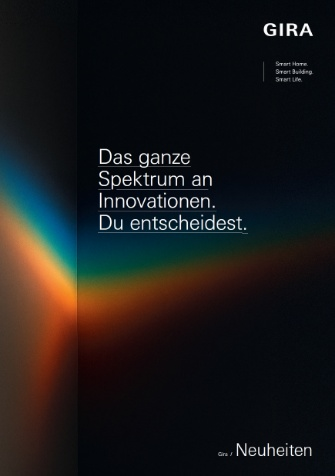 GIRA
Smart Home.
Smart Building.
Smart Life.
Das ganze
Spektrum an
Innovationen.
Du entscheidest.
Gira / Neuheiten